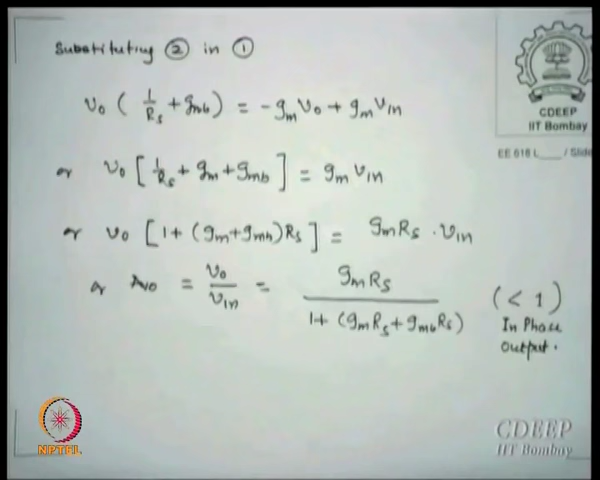 Substituting ② in ①
v₀ ( 1/Rs + gmb ) = -gm v₀ + gm vin
or v₀ [ 1/Rs + gm + gmb ] = gm vin
or v₀ [ 1 + (gm + gmb) Rs ] = gm Rs . vin
or Av₀ = v₀/vin = gm Rs / 1 + (gm Rs + gmb Rs) (< 1)
In Phase
Output.
CDEEP
IIT Bombay
EE 618 L___ / Slide
NPTEL
CDEEP
IIT Bombay